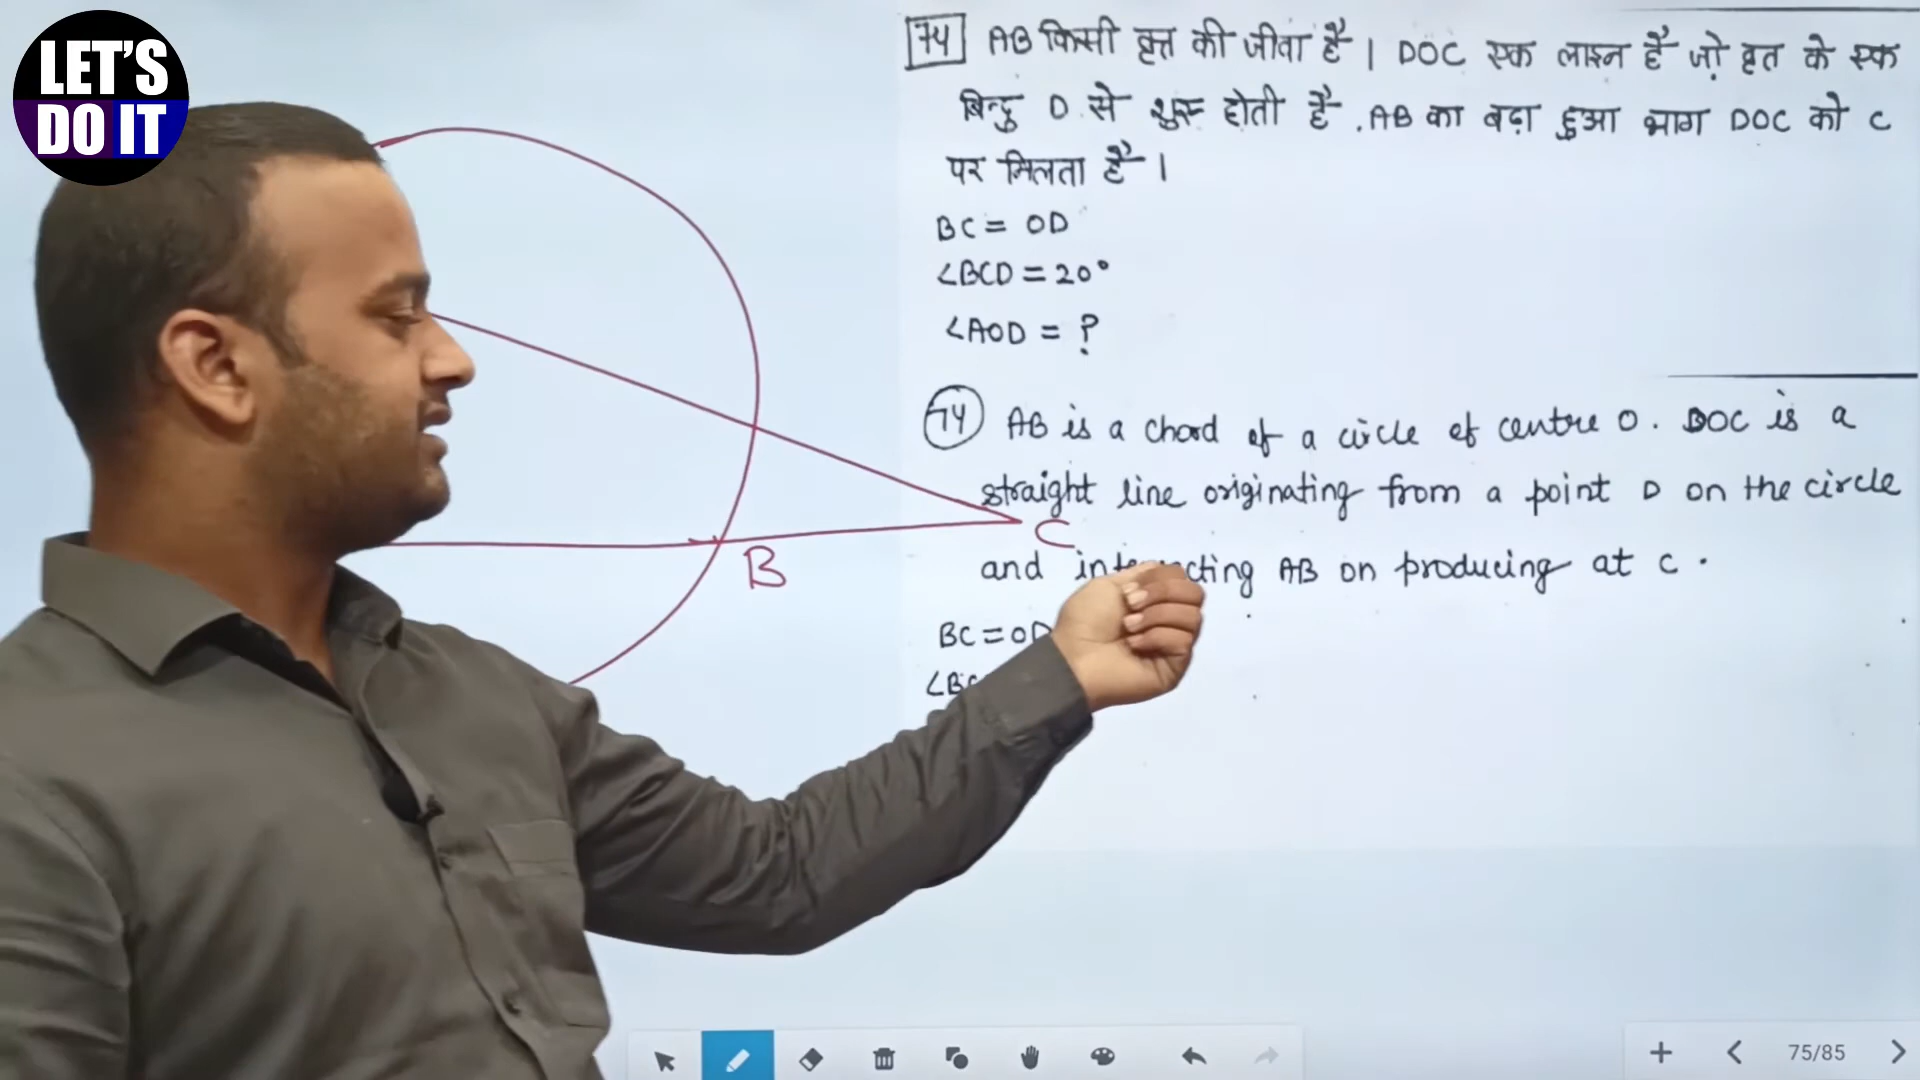 LET'S
DO IT
74 AB किसी वृत्त की जीवा है | DOC एक लाइन है जो वृत के एक
बिन्दु D से शुरू होती है . AB का बढ़ा हुआ भाग DOC को C
पर मिलता है |
BC = OD
∠BCD = 20°
∠AOD = ?
74 AB is a chord of a circle of centre O. DOC is a
straight line originating from a point D on the circle
and AB on producing at C.
BC = OD
B
C
75/85